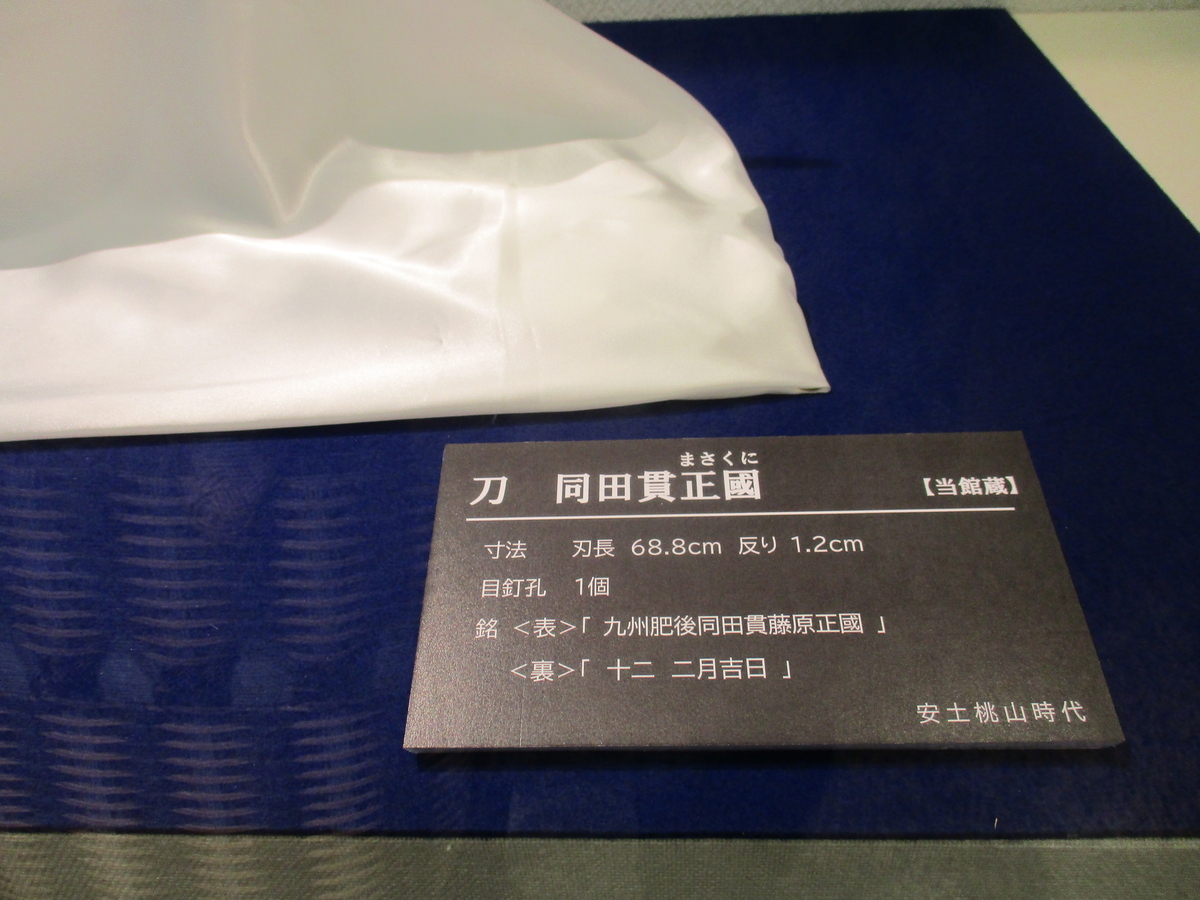 まさくに
刀 同田貫正國 【当館蔵】
寸法 刃長 68.8cm 反り 1.2cm
目釘孔 1個
銘 <表>「 九州肥後同田貫藤原正國 」
<裏>「 十二 二月吉日 」
安土桃山時代